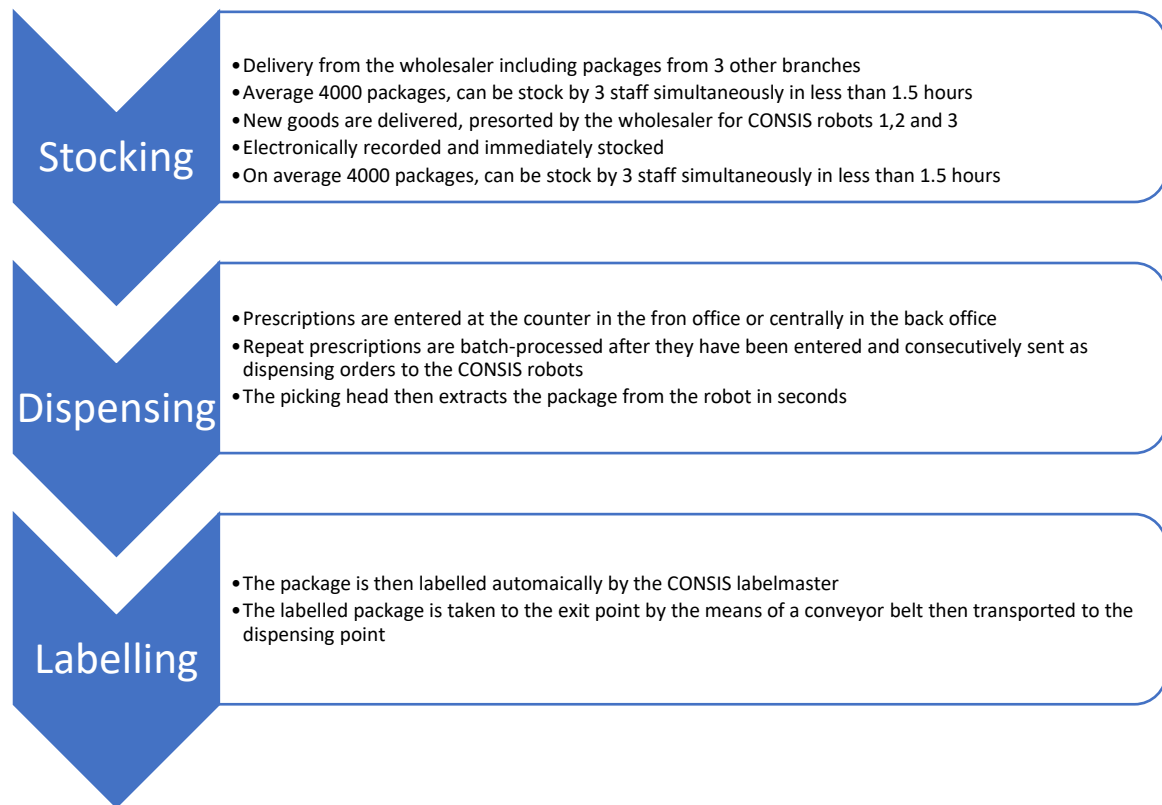 Stocking
•Delivery from the wholesaler including packages from 3 other branches
•Average 4000 packages, can be stock by 3 staff simultaneously in less than 1.5 hours
•New goods are delivered, presorted by the wholesaler for CONSIS robots 1,2 and 3
•Electronically recorded and immediately stocked
•On average 4000 packages, can be stock by 3 staff simultaneously in less than 1.5 hours
Dispensing
•Prescriptions are entered at the counter in the fron office or centrally in the back office
•Repeat prescriptions are batch-processed after they have been entered and consecutively sent as
dispensing orders to the CONSIS robots
•The picking head then extracts the package from the robot in seconds
Labelling
•The package is then labelled automaically by the CONSIS labelmaster
•The labelled package is taken to the exit point by the means of a conveyor belt then transported to the
dispensing point